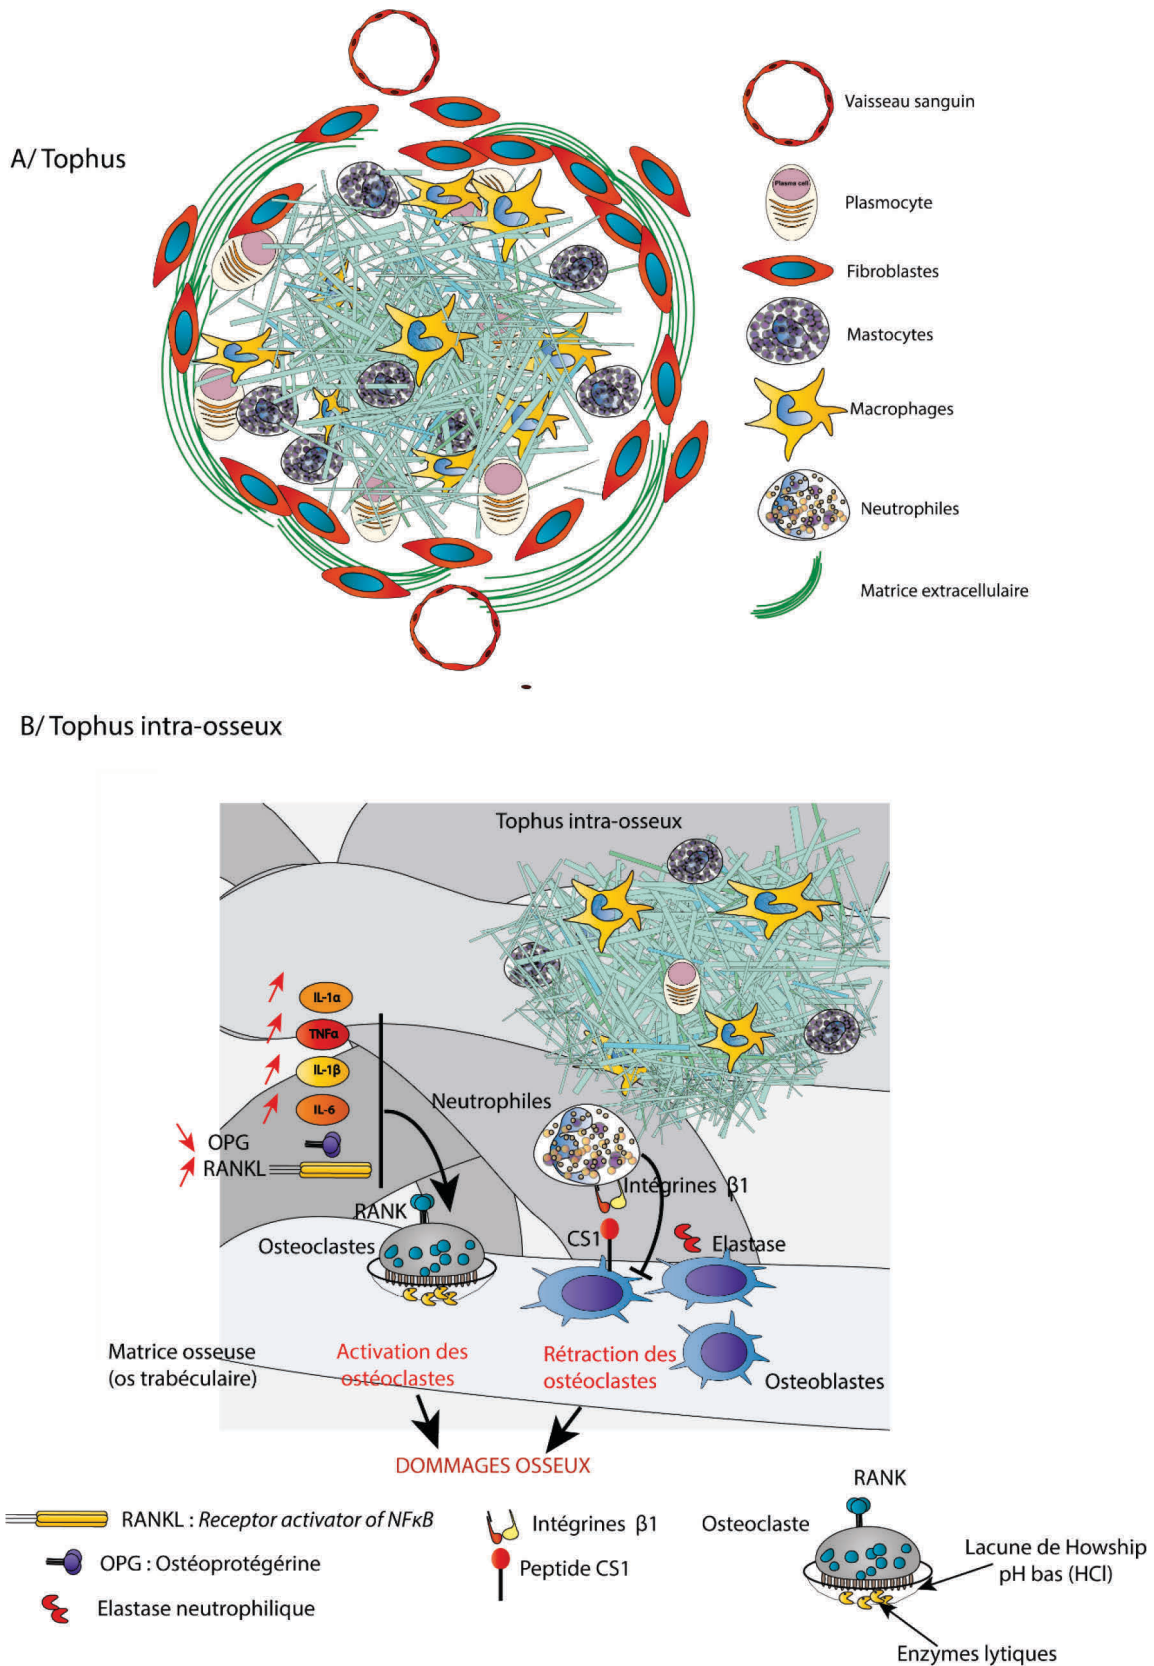 A/ Tophus
Vaisseau sanguin
Plasma cell
Plasmocyte
Fibroblastes
Mastocytes
Macrophages
Neutrophiles
Matrice extracellulaire
B/ Tophus intra-osseux
Tophus intra-osseux
IL-1α
TNFα
IL-1β
IL-6
OPG
RANKL
Neutrophiles
Intégrines β1
RANK
CS1
Elastase
Osteoclastes
Matrice osseuse
(os trabéculaire)
Activation des
ostéoclastes
Rétraction des
ostéoclastes
Osteoblastes
DOMMAGES OSSEUX
RANKL : Receptor activator of NFκB
OPG : Ostéoprotégérine
Elastase neutrophilique
Intégrines β1
Peptide CS1
RANK
Osteoclaste
Lacune de Howship
pH bas (HCl)
Enzymes lytiques